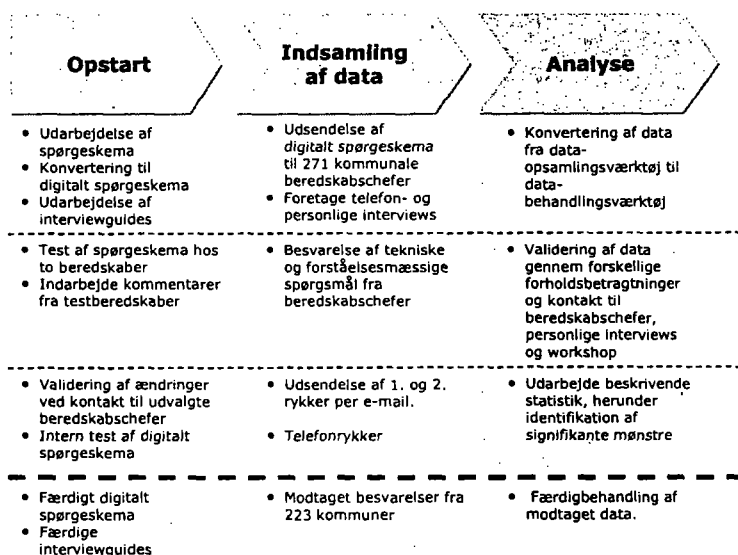 Opstart
Indsamling
af data
Analyse
• Udarbejdelse af
spørgeskema
• Konvertering til
digitalt spørgeskema
• Udarbejdelse af
interviewguides
• Udsendelse af
digitalt spørgeskema
til 271 kommunale
beredskabschefer
• Foretage telefon- og
personlige interviews
• Konvertering af data
fra data-
opsamlingsværktøj til
data-
behandlingsværktøj
• Test af spørgeskema hos
to beredskaber
• Indarbejde kommentarer
fra testberedskaber
• Besvarelse af tekniske
og forståelsesmæssige
spørgsmål fra
beredskabschefer
• Validering af data
gennem forskellige
forholdsbetragtninger
og kontakt til
beredskabschefer,
personlige interviews
og workshop
• Validering af ændringer
ved kontakt til udvalgte
beredskabschefer
• Intern test af digitalt
spørgeskema
• Udsendelse af 1. og 2.
rykker per e-mail.
• Telefonrykker
• Udarbejde beskrivende
statistik, herunder
identifikation af
signifikante mønstre
• Færdigt digitalt
spørgeskema
• Færdige
interviewguides
• Modtaget besvarelser fra
223 kommuner
• Færdigbehandling af
modtaget data.